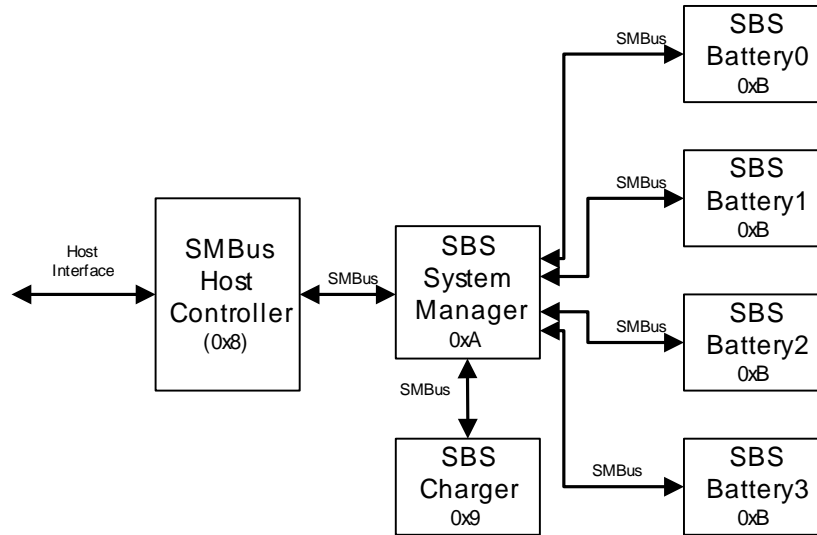 SBS
Battery0
0xB
SMBus
SBS
Battery1
0xB
SMBus
Host
Interface
SMBus
Host
Controller
(0x8)
SMBus
SBS
System
Manager
0xA
SMBus
SBS
Battery2
0xB
SMBus
SBS
Charger
0x9
SMBus
SBS
Battery3
0xB